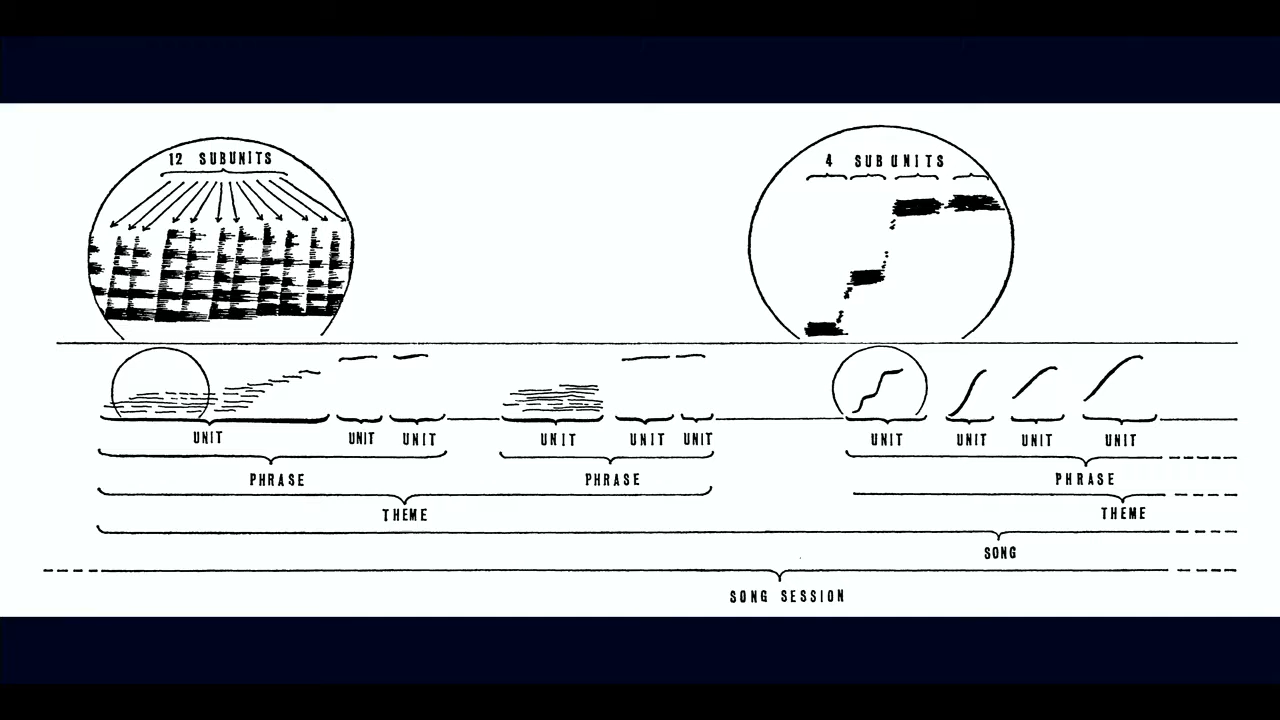 12 SUBUNITS
4 SUBUNITS
UNIT UNIT UNIT UNIT UNIT UNIT UNIT UNIT UNIT UNIT
PHRASE PHRASE PHRASE
THEME THEME
SONG
SONG SESSION